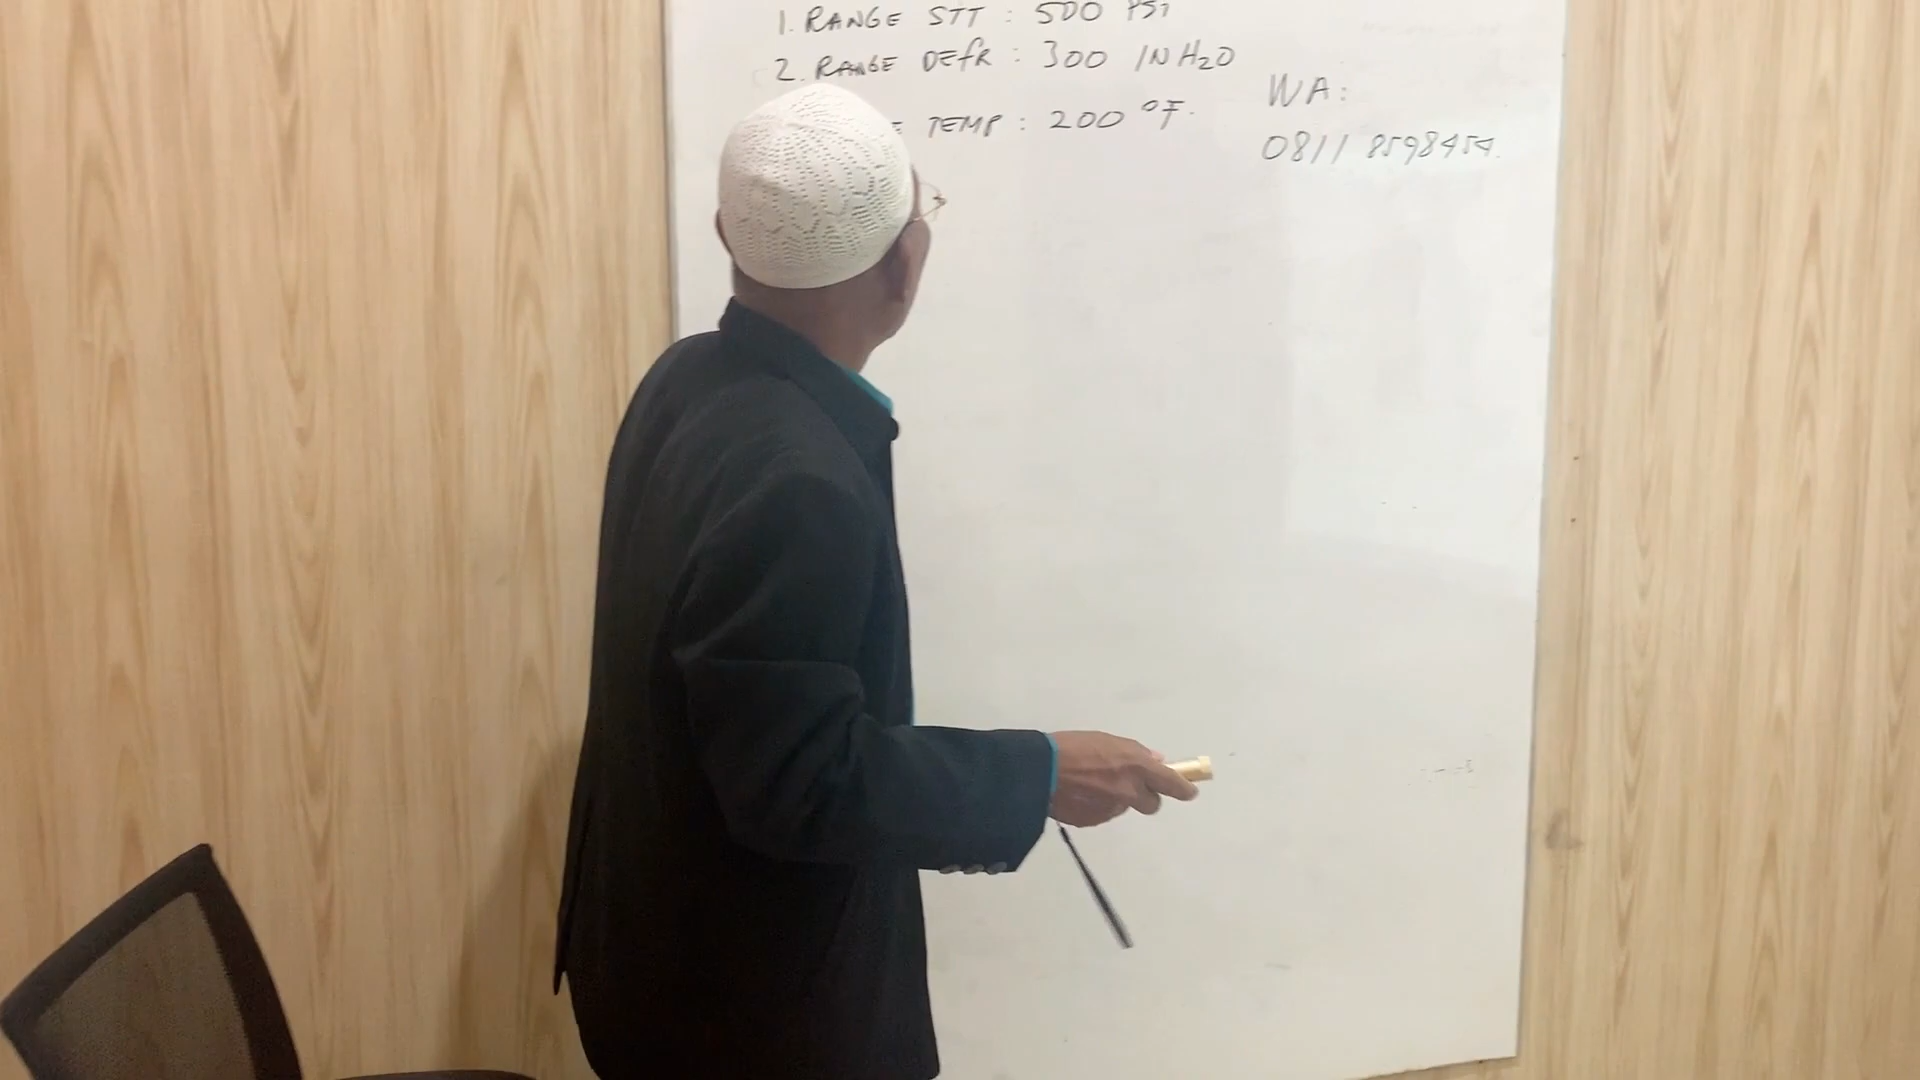 1. RANGE STT : 500 PSI
2. RANGE DEFR : 300 IN H2O
TEMP : 200 °F.
WA:
0811 8598454.